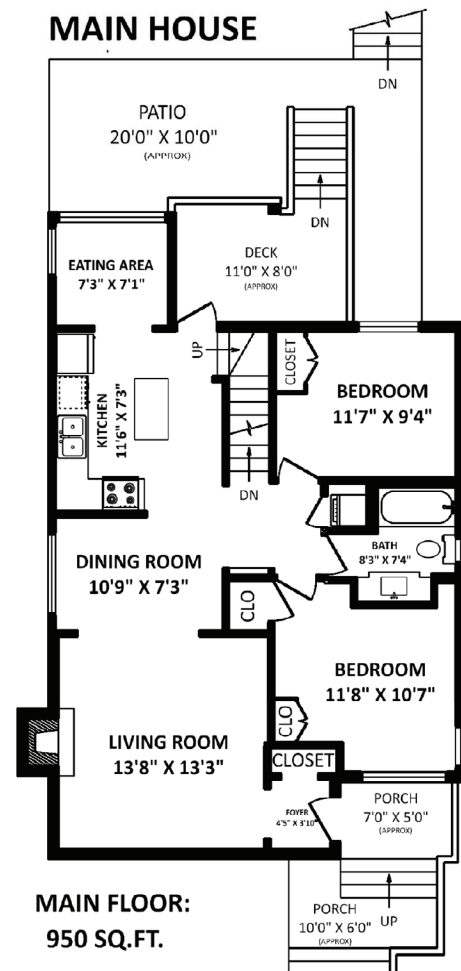 MAIN HOUSE
DN
PATIO
20'0" X 10'0"
(APPROX)
DN
EATING AREA
7'3" X 7'1"
DECK
11'0" X 8'0"
(APPROX)
UP
CLOSET
KITCHEN
11'6" X 7'3"
BEDROOM
11'7" X 9'4"
DN
BATH
8'3" X 7'4"
DINING ROOM
10'9" X 7'3"
CLO
BEDROOM
11'8" X 10'7"
CLO
LIVING ROOM
13'8" X 13'3"
CLOSET
FOYER
4'5" X 3'10"
PORCH
7'0" X 5'0"
(APPROX)
UP
PORCH
10'0" X 6'0"
(APPROX)
MAIN FLOOR:
950 SQ.FT.